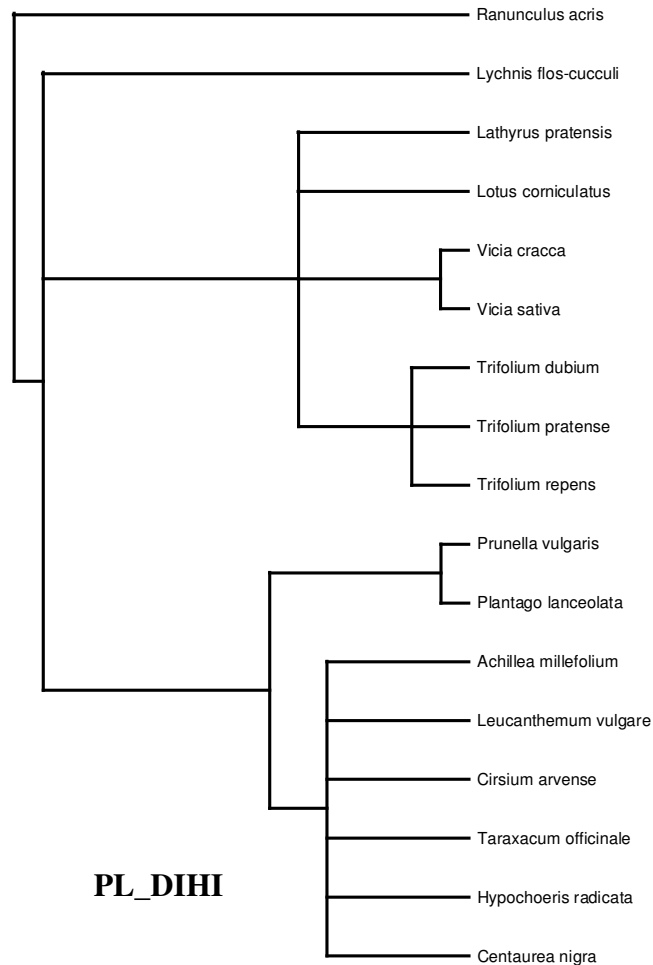 Ranunculus acris
Lychnis flos-cucculi
Lathyrus pratensis
Lotus corniculatus
Vicia cracca
Vicia sativa
Trifolium dubium
Trifolium pratense
Trifolium repens
Prunella vulgaris
Plantago lanceolata
Achillea millefolium
Leucanthemum vulgare
Cirsium arvense
Taraxacum officinale
PL_DIHI
Hypochoeris radicata
Centaurea nigra